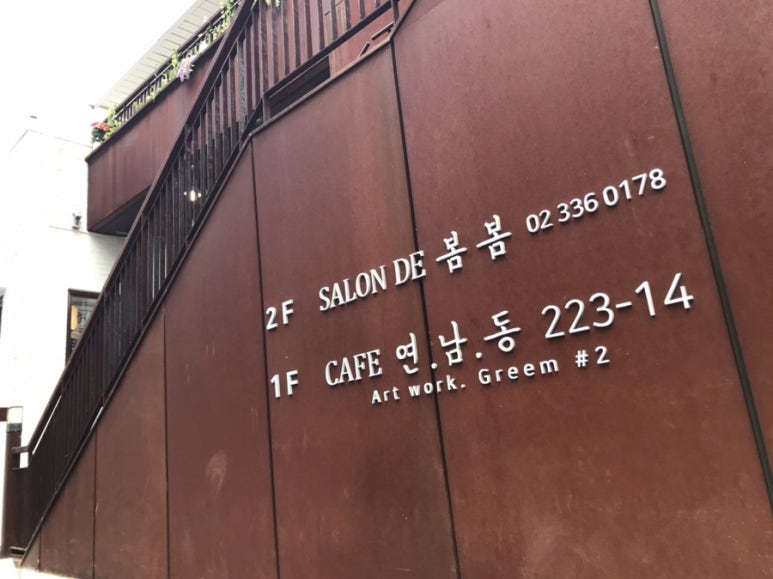 2F SALON DE 봄봄 02 336 0178
1F CAFE 연.남.동 223-14
Art work. Greem #2